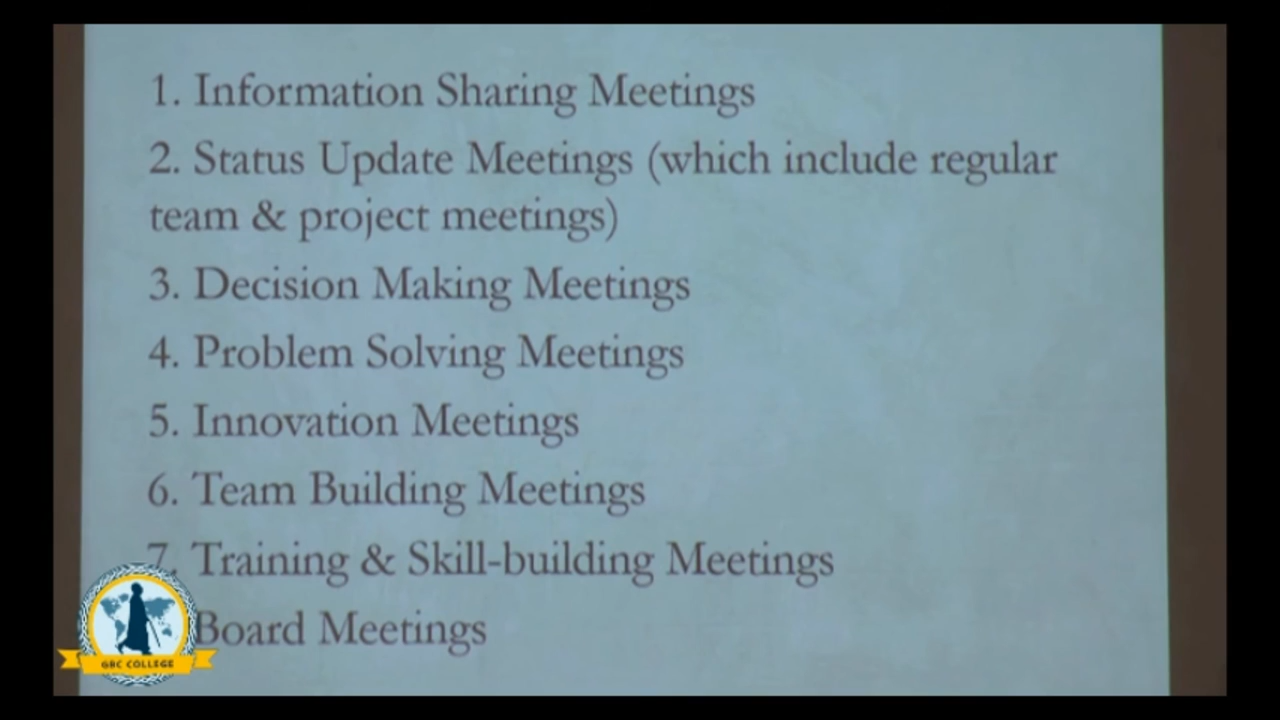 1. Information Sharing Meetings
2. Status Update Meetings (which include regular
team & project meetings)
3. Decision Making Meetings
4. Problem Solving Meetings
5. Innovation Meetings
6. Team Building Meetings
7. Training & Skill-building Meetings
Board Meetings
GBC COLLEGE